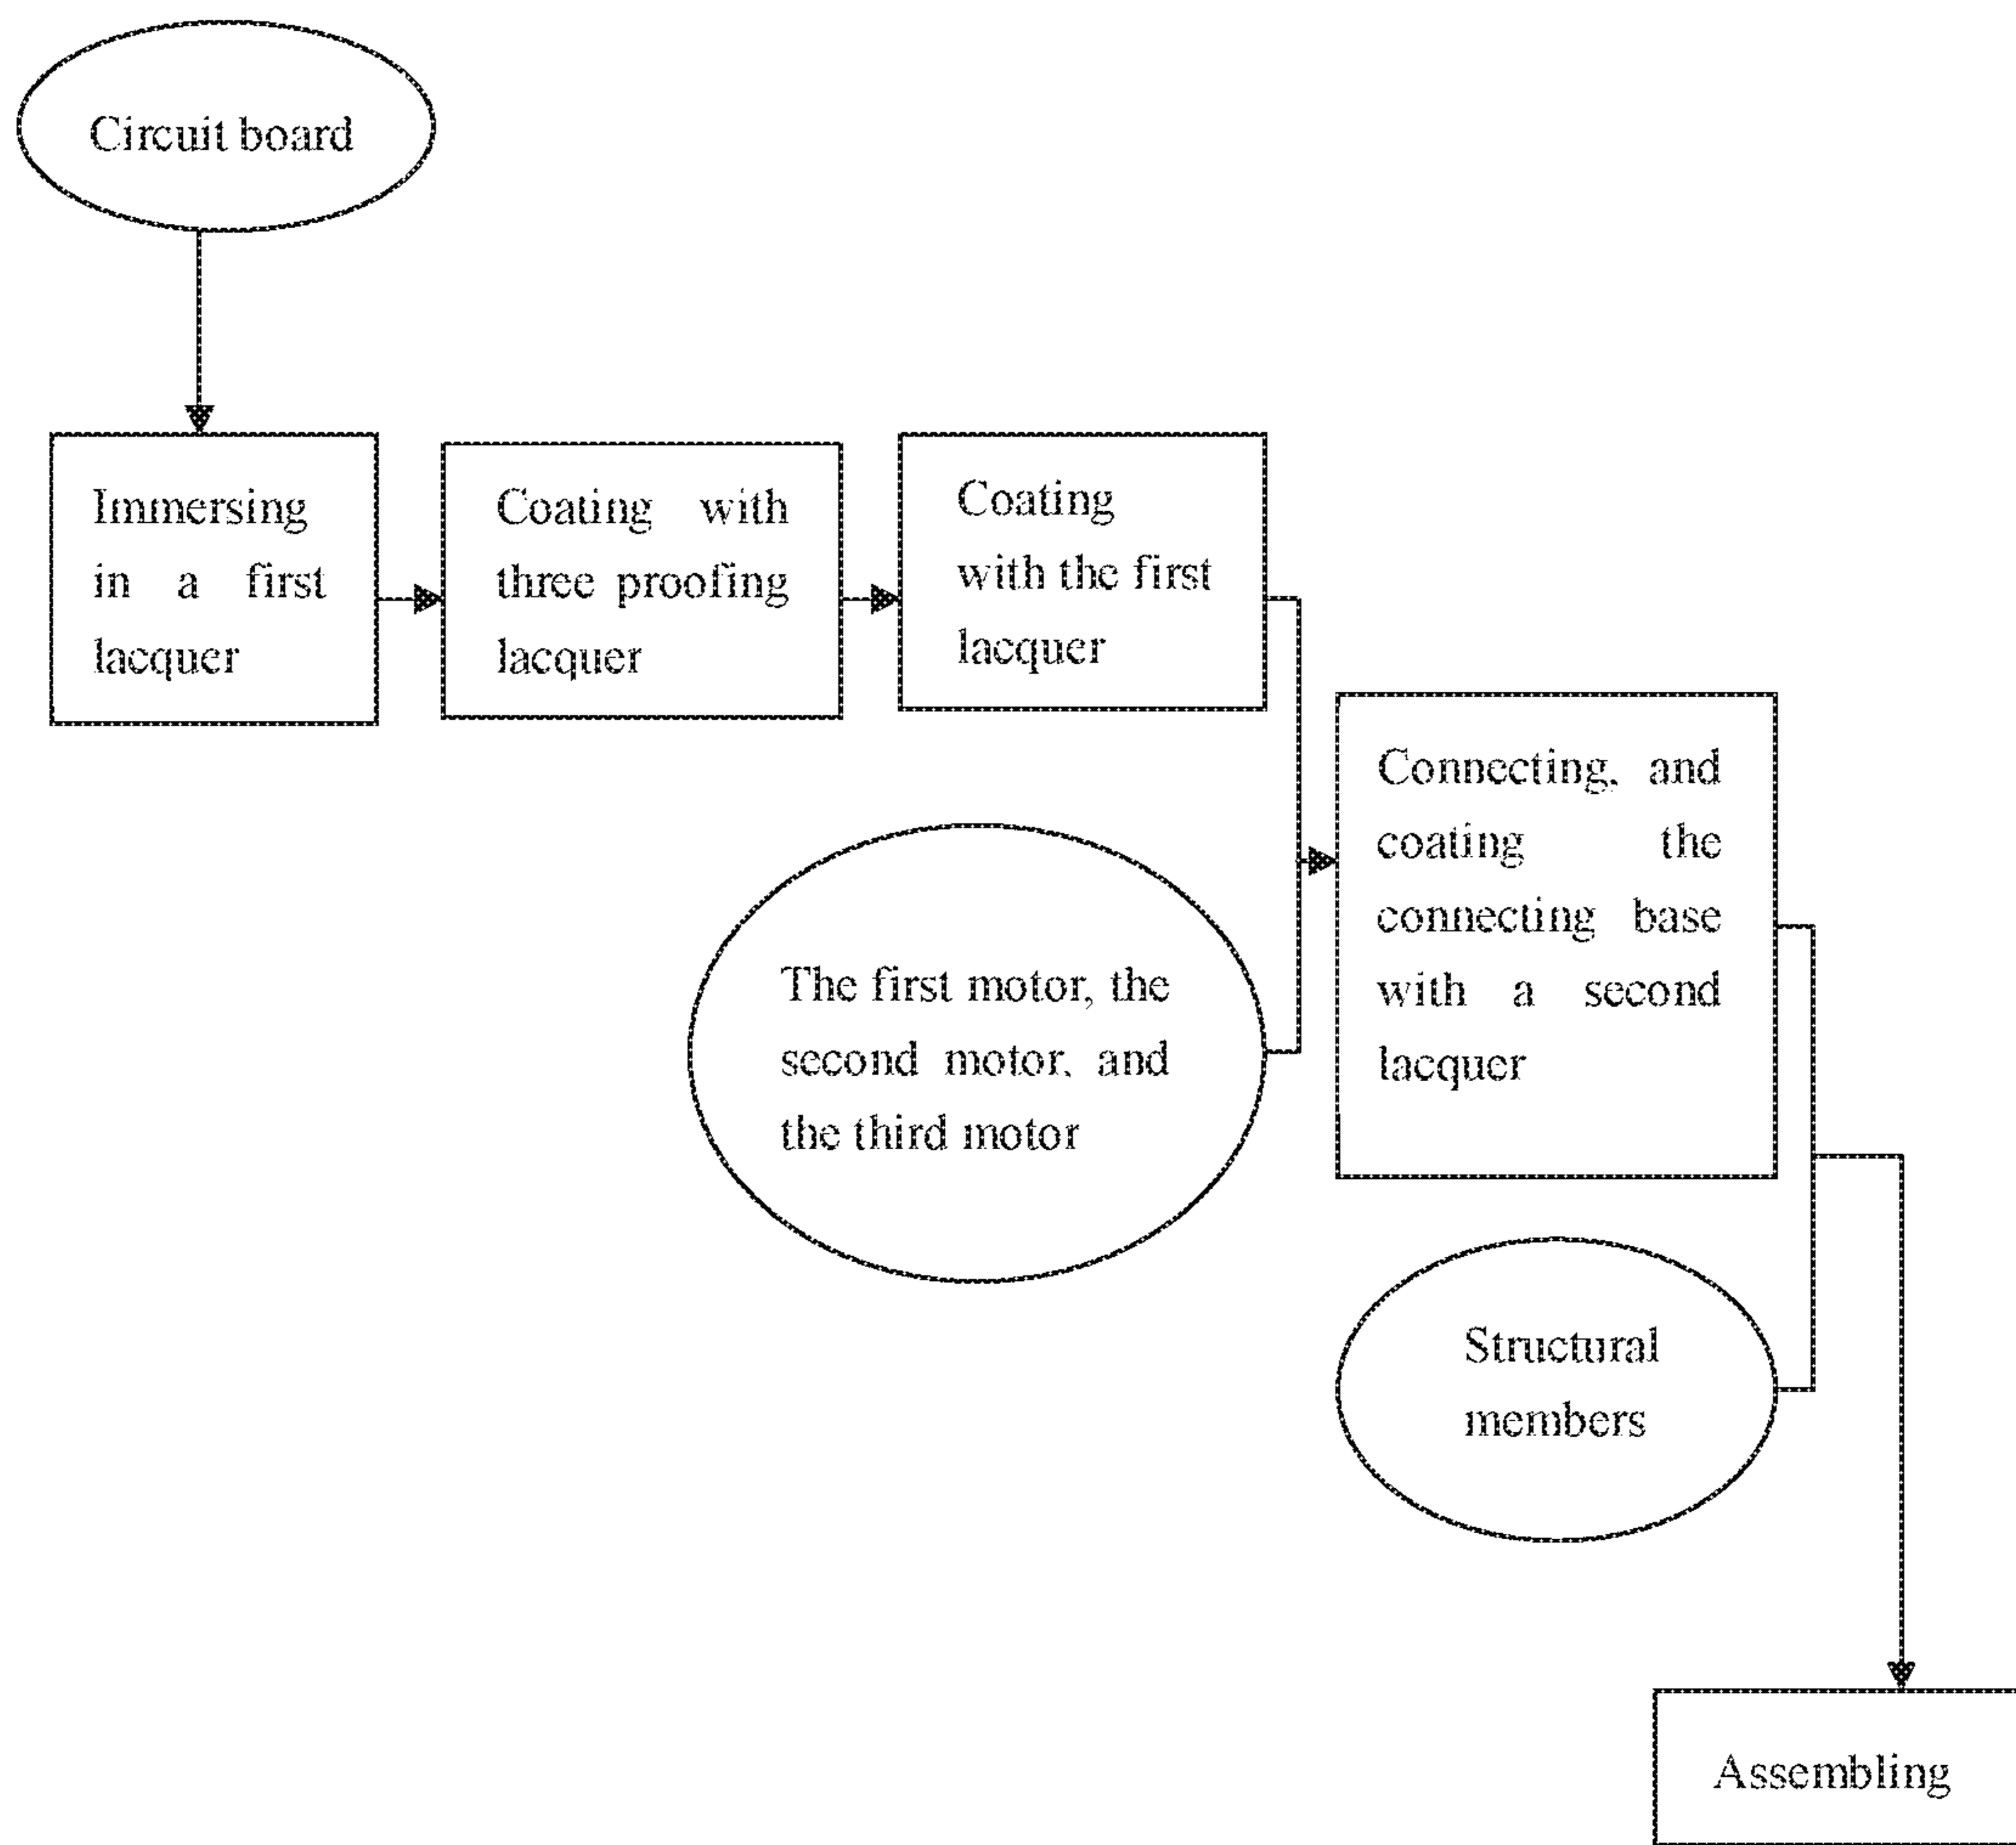 Circuit board
Immersing
in a first
lacquer
Coating with
three proofing
lacquer
Coating
with the first
lacquer
Connecting, and
coating the
connecting base
with a second
lacquer
The first motor, the
second motor, and
the third motor
Structural
members
Assembling